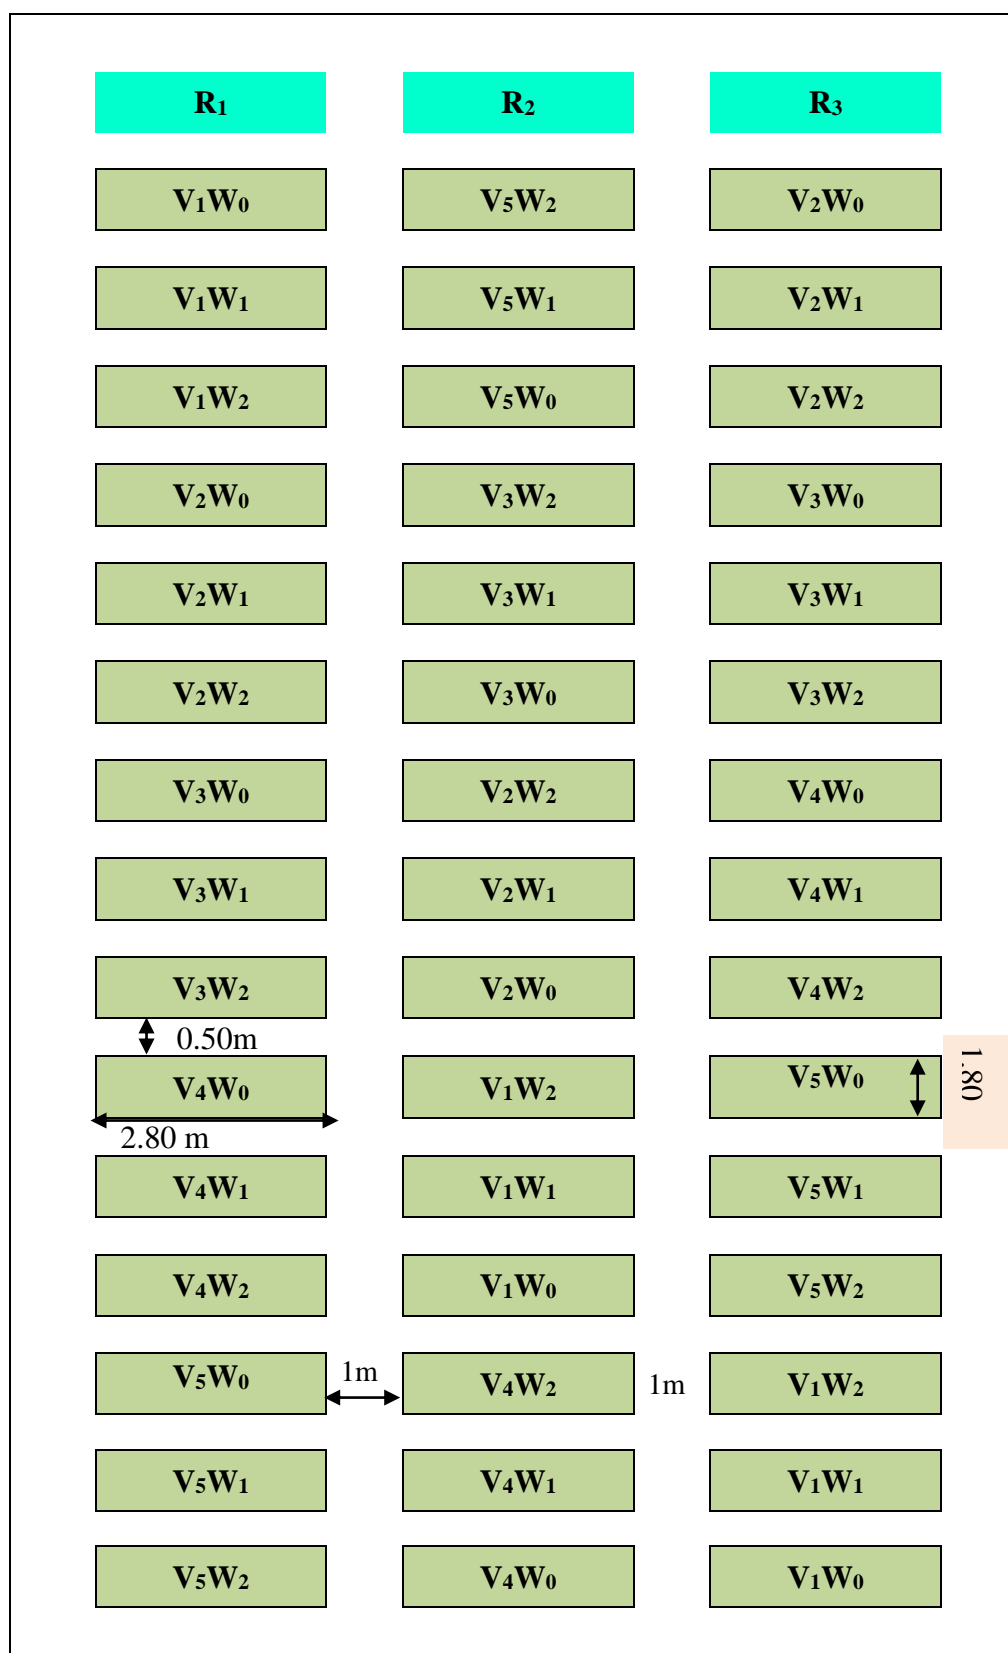 R₁ R₂ R₃
V₁W₀ V₅W₂ V₂W₀
V₁W₁ V₅W₁ V₂W₁
V₁W₂ V₅W₀ V₂W₂
V₂W₀ V₃W₂ V₃W₀
V₂W₁ V₃W₁ V₃W₁
V₂W₂ V₃W₀ V₃W₂
V₃W₀ V₂W₂ V₄W₀
V₃W₁ V₂W₁ V₄W₁
V₃W₂ V₂W₀ V₄W₂
0.50m
V₄W₀ V₁W₂ V₅W₀ 1.80
2.80 m
V₄W₁ V₁W₁ V₅W₁
V₄W₂ V₁W₀ V₅W₂
V₅W₀ 1m V₄W₂ 1m V₁W₂
V₅W₁ V₄W₁ V₁W₁
V₅W₂ V₄W₀ V₁W₀